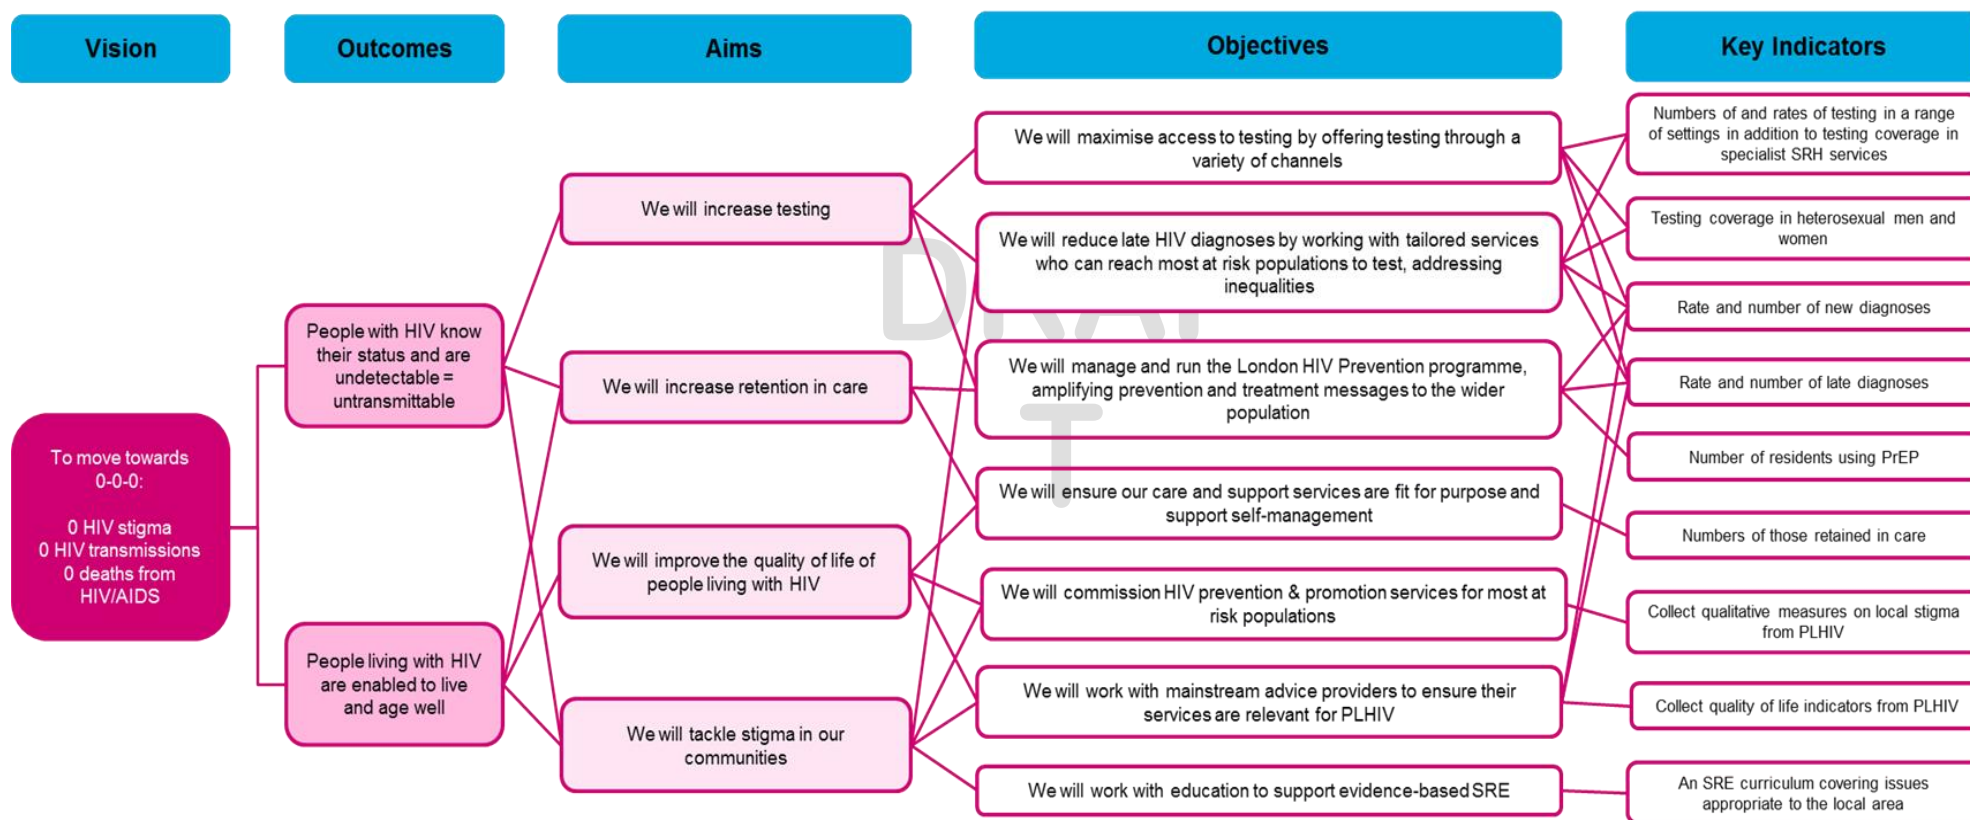 Vision
Outcomes
Aims
Objectives
Key Indicators
To move towards
0-0-0:
0 HIV stigma
0 HIV transmissions
0 deaths from
HIV/AIDS
People with HIV know
their status and are
undetectable =
untransmittable
People living with HIV
are enabled to live
and age well
We will increase testing
We will increase retention in care
We will improve the quality of life of
people living with HIV
We will tackle stigma in our
communities
We will maximise access to testing by offering testing through a
variety of channels
We will reduce late HIV diagnoses by working with tailored services
who can reach most at risk populations to test, addressing
inequalities
We will manage and run the London HIV Prevention programme,
amplifying prevention and treatment messages to the wider
population
We will ensure our care and support services are fit for purpose and
support self-management
We will commission HIV prevention & promotion services for most at
risk populations
We will work with mainstream advice providers to ensure their
services are relevant for PLHIV
We will work with education to support evidence-based SRE
Numbers of and rates of testing in a range
of settings in addition to testing coverage in
specialist SRH services
Testing coverage in heterosexual men and
women
Rate and number of new diagnoses
Rate and number of late diagnoses
Number of residents using PrEP
Numbers of those retained in care
Collect qualitative measures on local stigma
from PLHIV
Collect quality of life indicators from PLHIV
An SRE curriculum covering issues
appropriate to the local area
DRAF
T